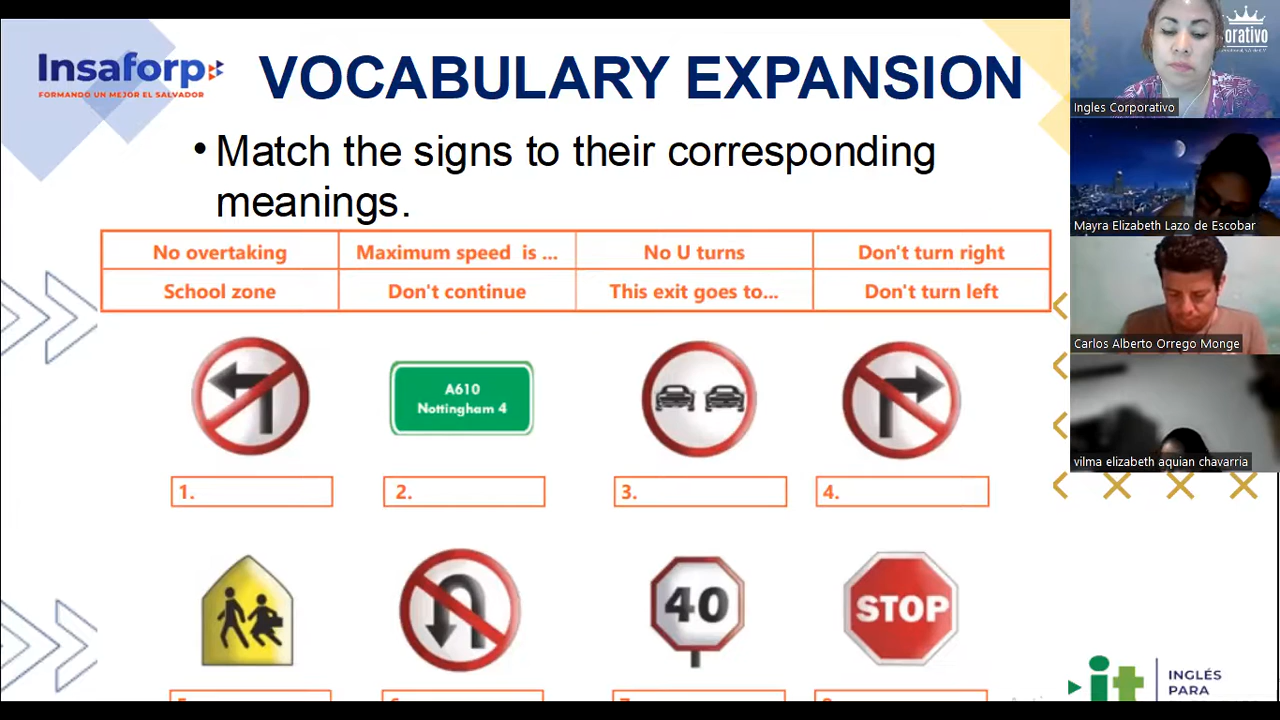 Insaforp
FORMANDO UN MEJOR EL SALVADOR
VOCABULARY EXPANSION
• Match the signs to their corresponding
meanings.
No overtaking
Maximum speed is ...
No U turns
Don't turn right
School zone
Don't continue
This exit goes to...
Don't turn left
A610
Nottingham 4
1.
2.
3.
4.
40
STOP
it
INGLÉS
PARA
orativo
Ingles Corporativo
Mayra Elizabeth Lazo de Escobar
Carlos Alberto Orrego Monge
vilma elizabeth aquian chavarria